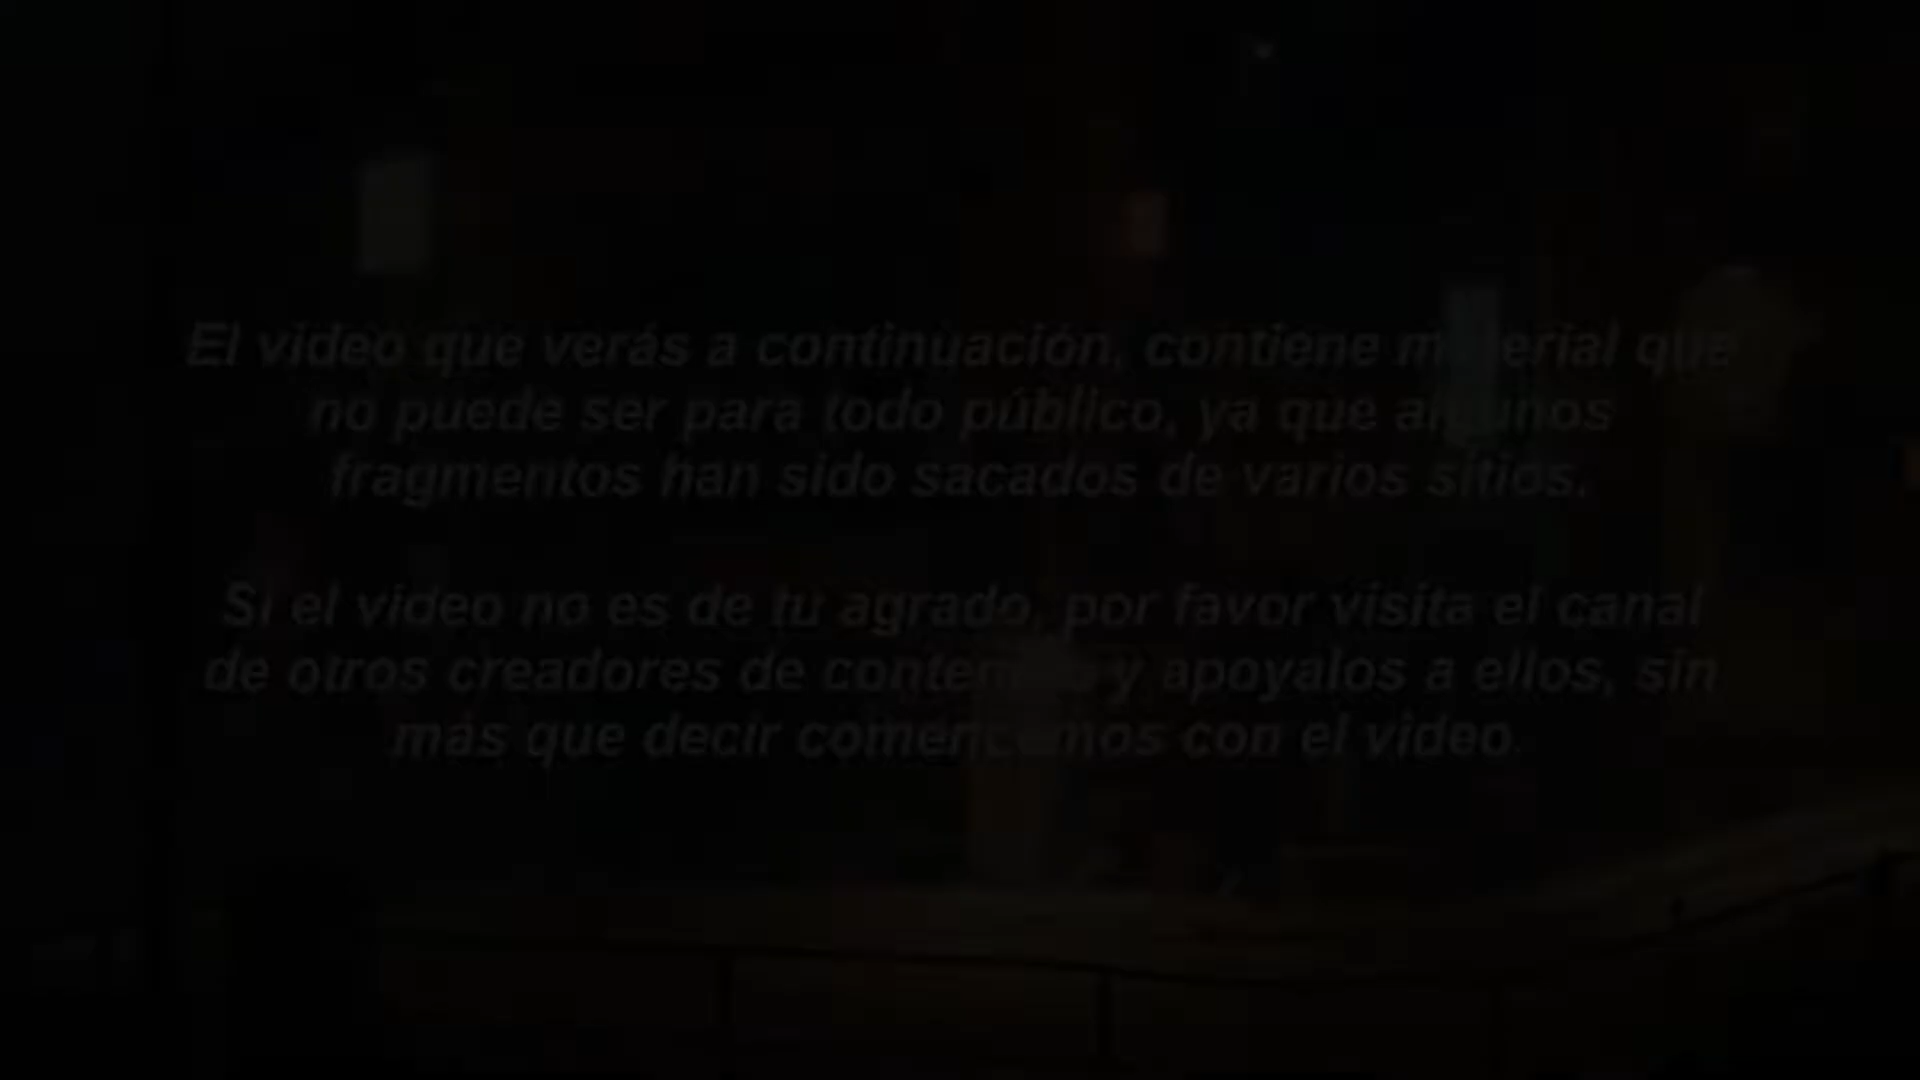 El video que verás a continuación, contiene material que
no puede ser para todo público, ya que algunos
fragmentos han sido sacados de varios sitios.
Si el video no es de tu agrado, por favor visita el canal
de otros creadores de contenido y apoyalos a ellos, sin
más que decir comencemos con el video.